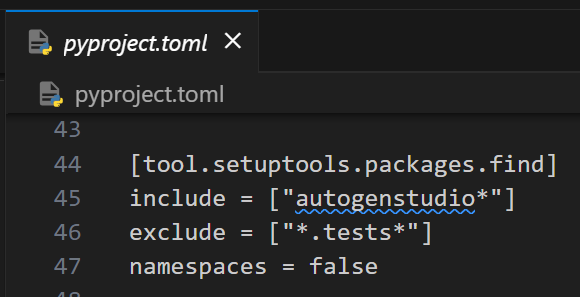 pyproject.toml ×
pyproject.toml
43
44 [tool.setuptools.packages.find]
45 include = ["autogenstudio*"]
46 exclude = ["*.tests*"]
47 namespaces = false